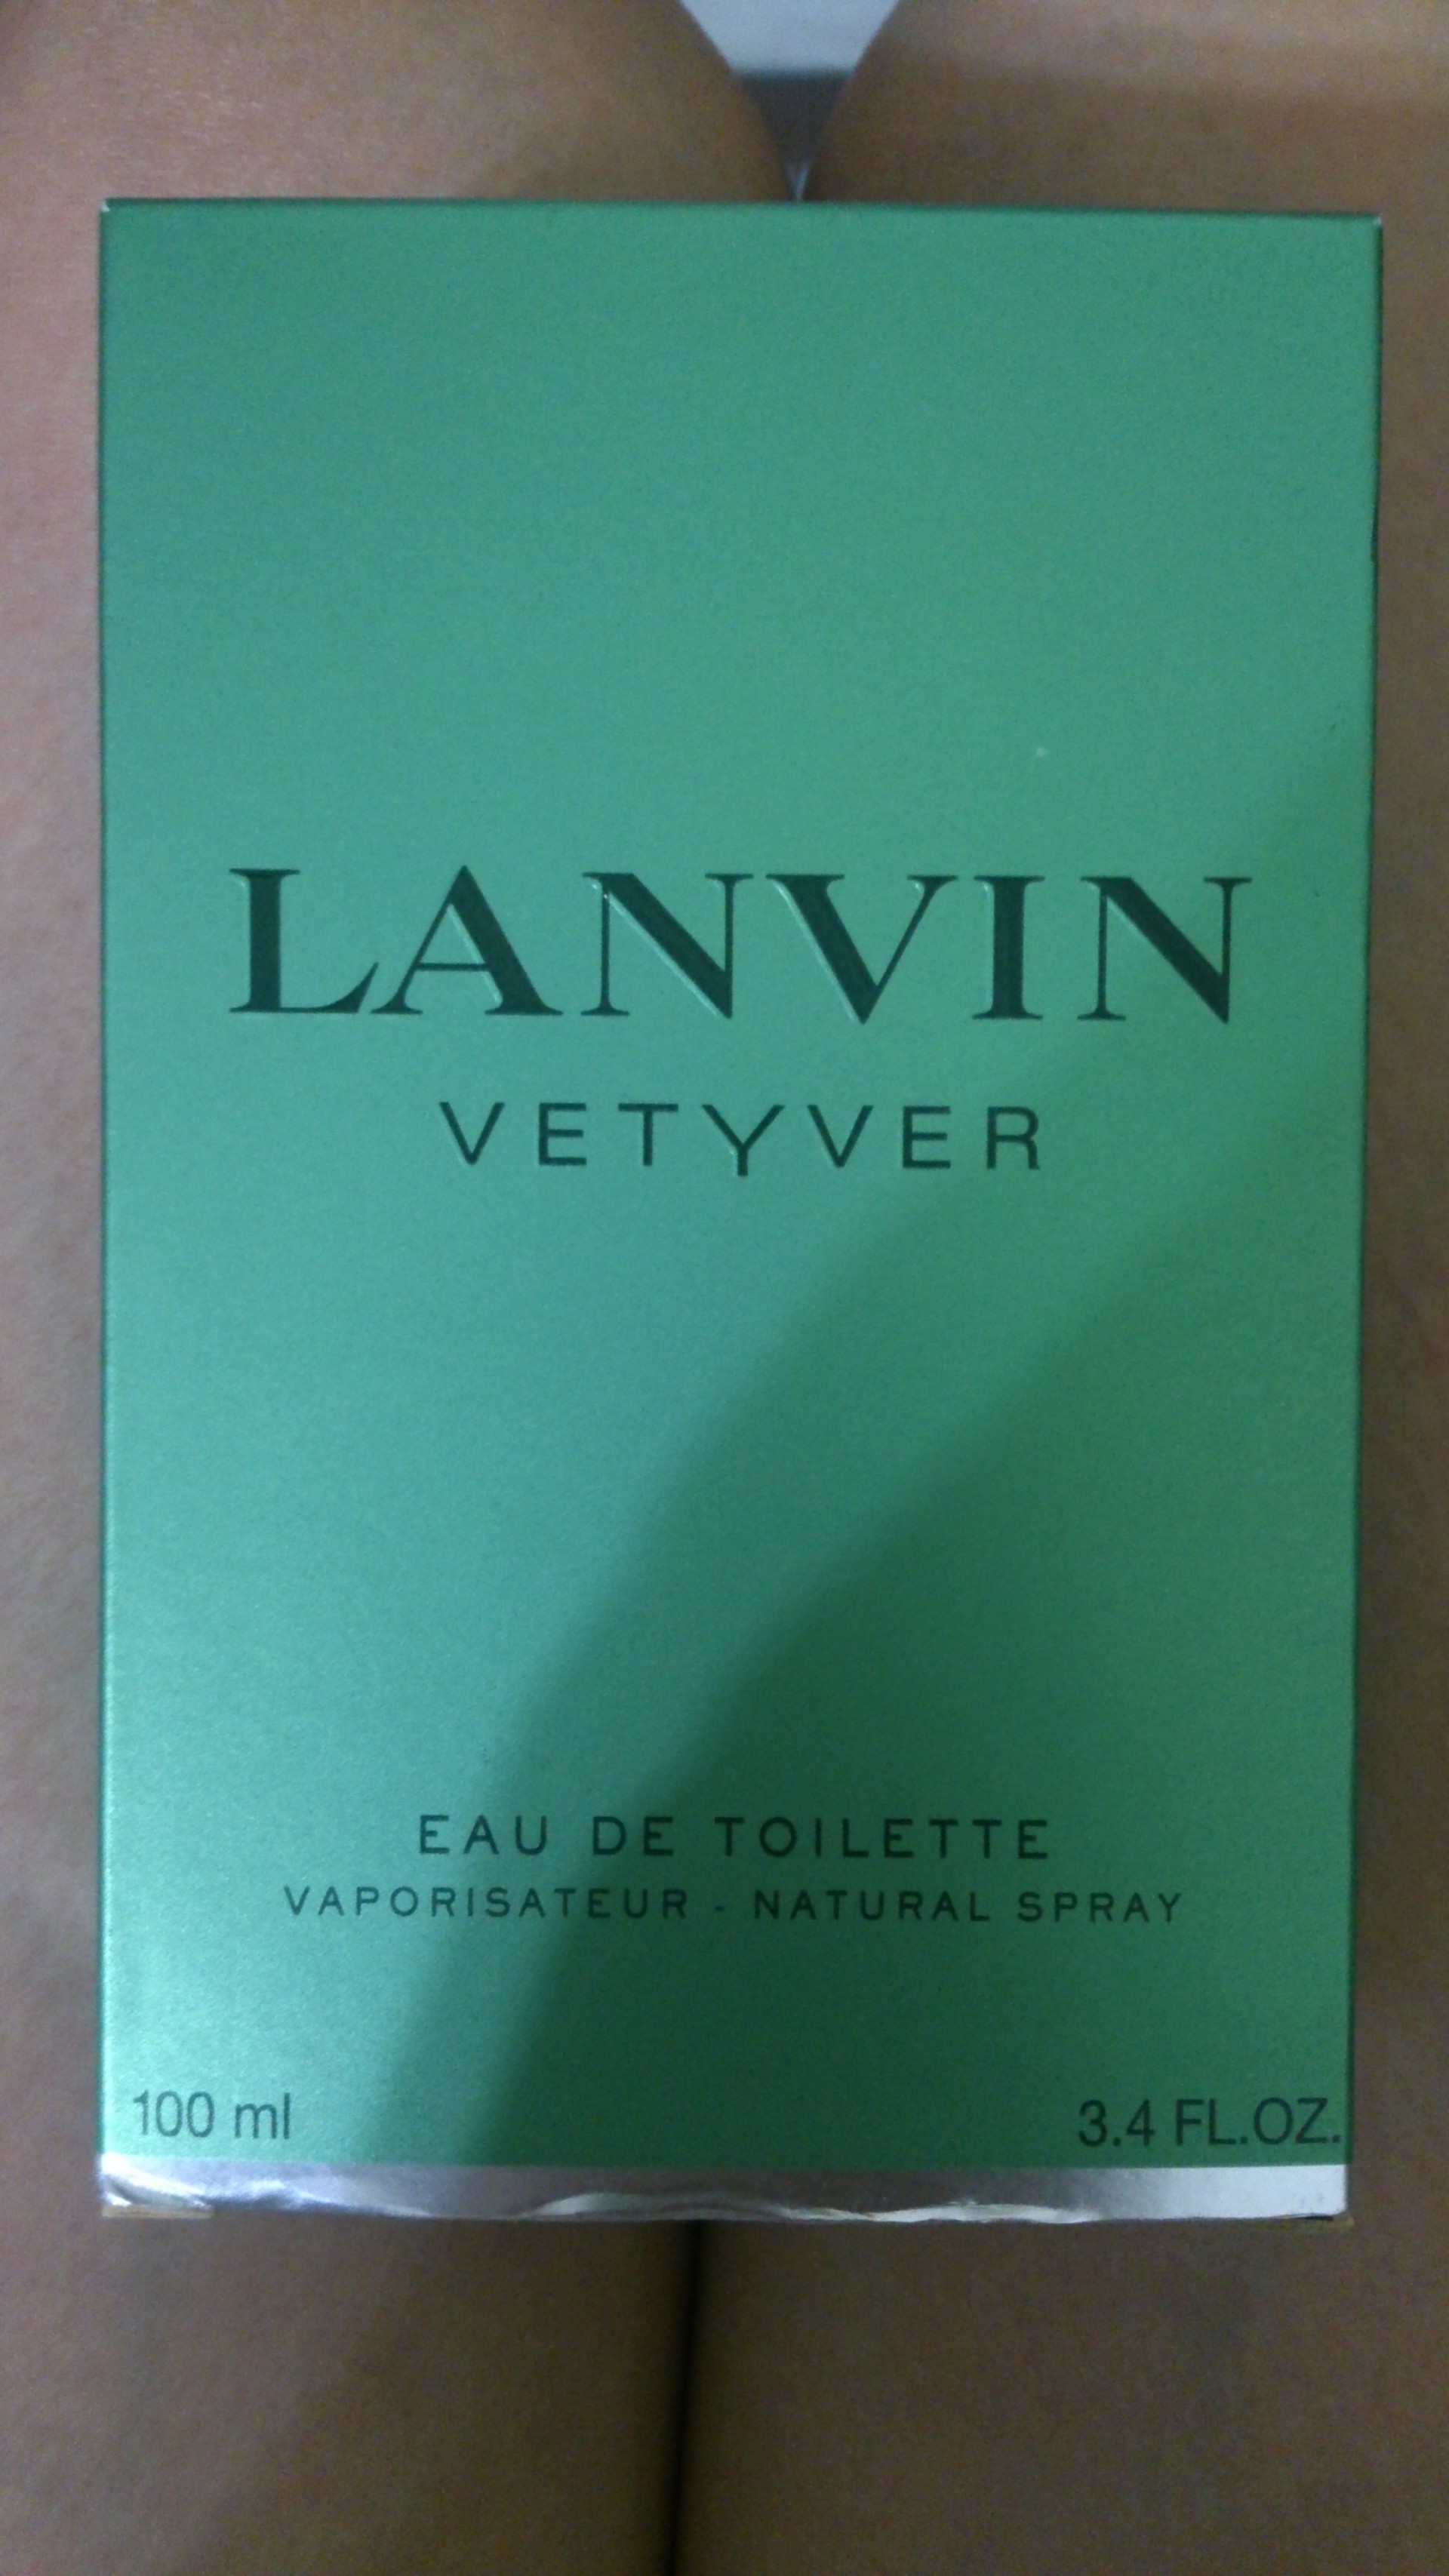 LANVIN
VETYVER
EAU DE TOILETTE
VAPORISATEUR - NATURAL SPRAY
100 ml 3.4 FL.OZ.